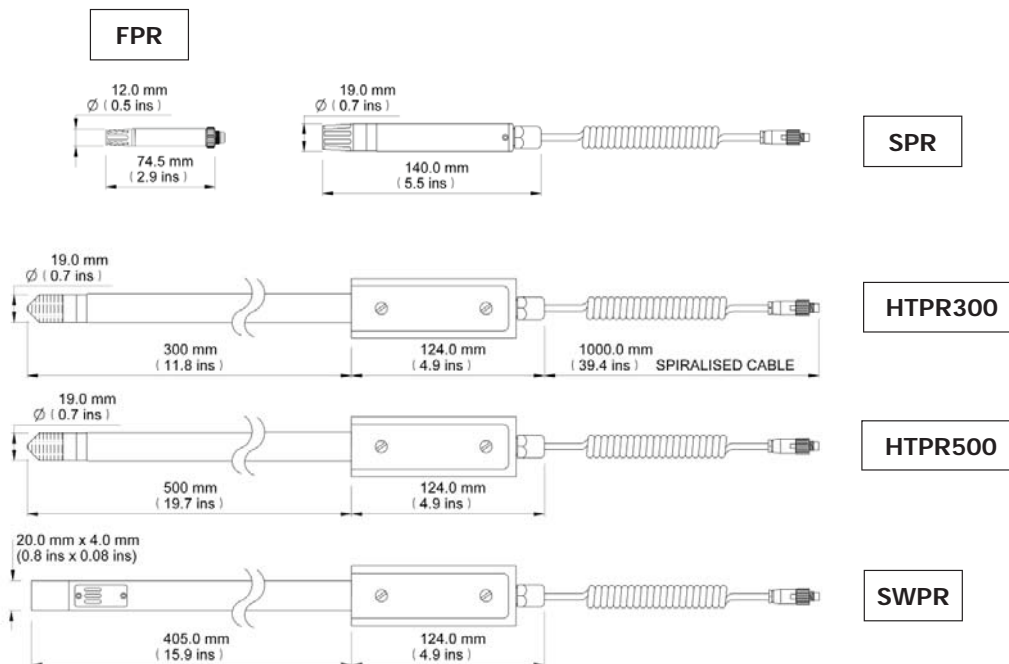 FPR
12.0 mm
Ø ( 0.5 ins )
74.5 mm
( 2.9 ins )
19.0 mm
Ø ( 0.7 ins )
140.0 mm
( 5.5 ins )
SPR
19.0 mm
Ø ( 0.7 ins )
300 mm
( 11.8 ins )
124.0 mm
( 4.9 ins )
1000.0 mm
( 39.4 ins ) SPIRALISED CABLE
HTPR300
19.0 mm
Ø ( 0.7 ins )
500 mm
( 19.7 ins )
124.0 mm
( 4.9 ins )
HTPR500
20.0 mm x 4.0 mm
(0.8 ins x 0.08 ins)
405.0 mm
( 15.9 ins )
124.0 mm
( 4.9 ins )
SWPR